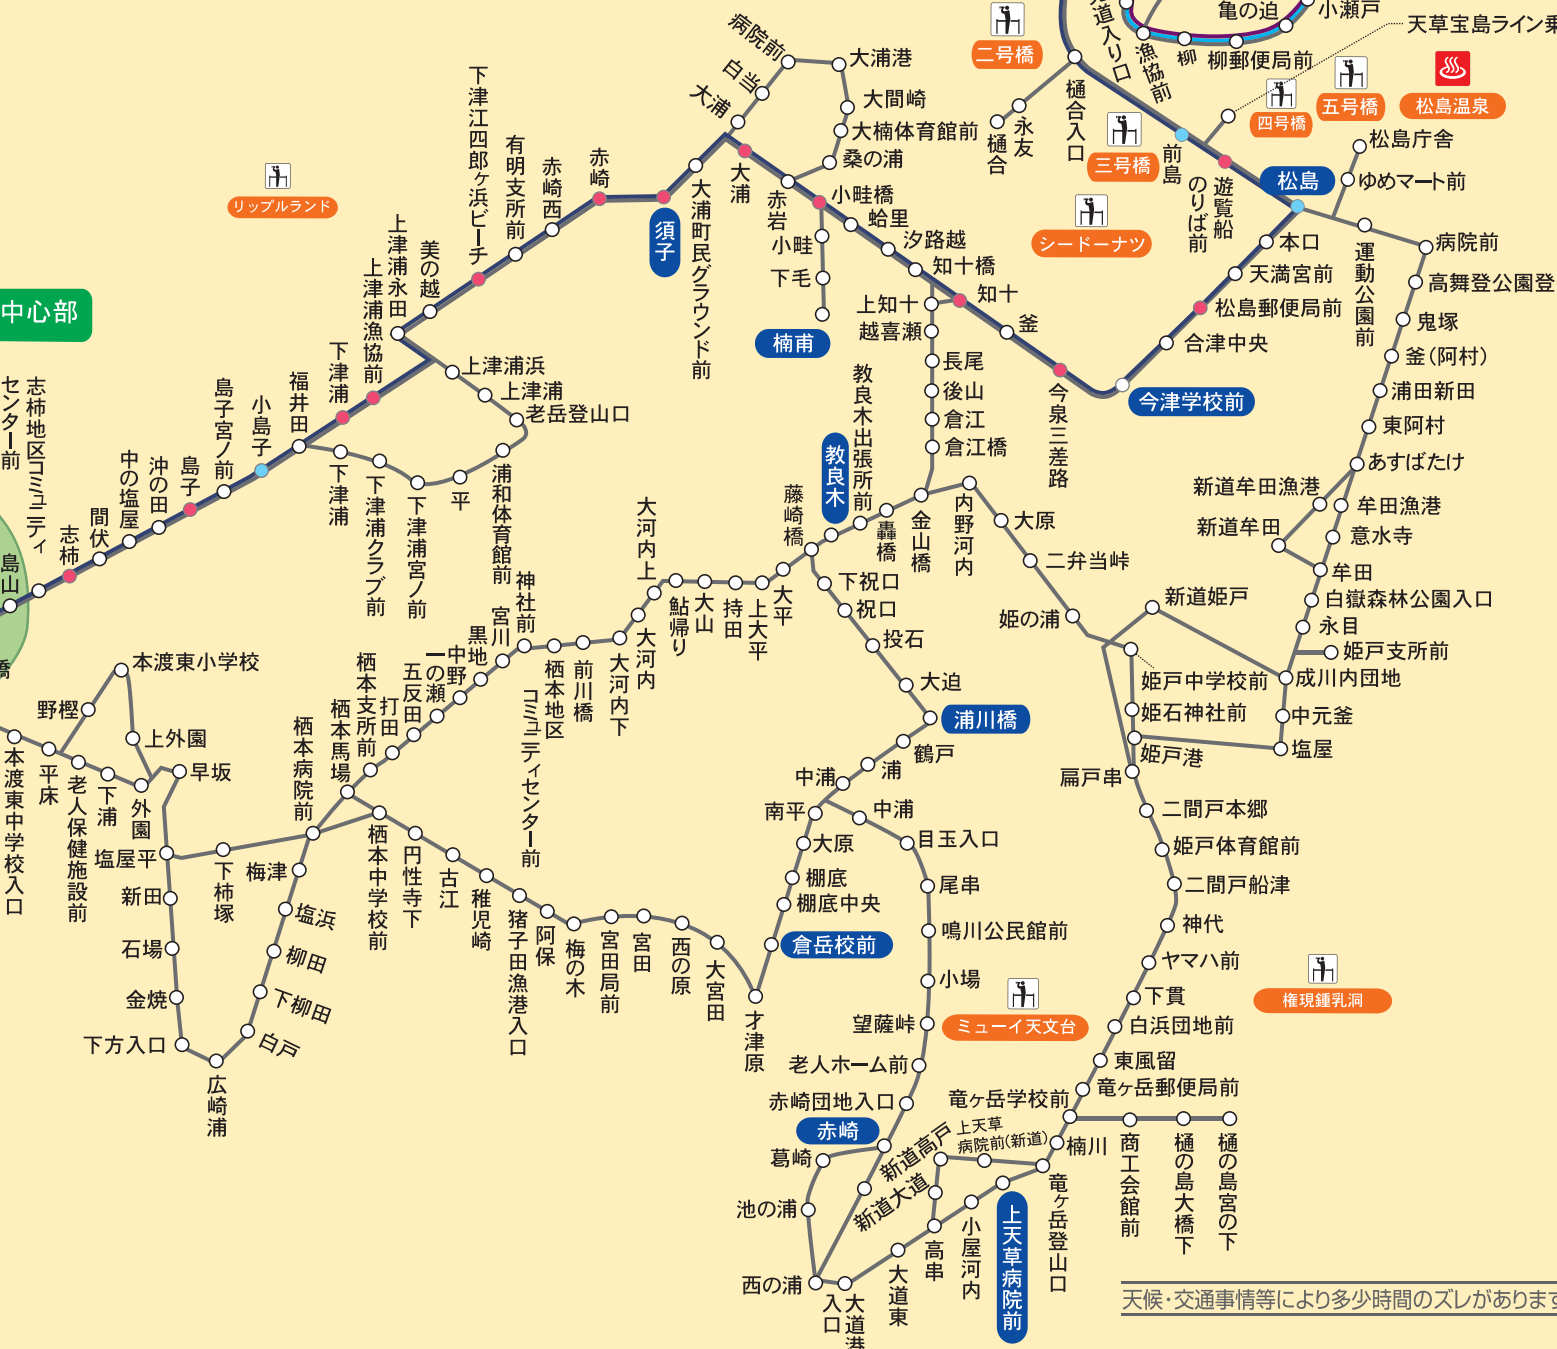 病院前
白当
大浦
大浦港
大間崎
大楠体育館前
桑の浦
二号橋
亀の迫
小瀬戸
天草宝島ライン乗
道入り口
漁協前
柳
柳郵便局前
樋合入口
永友
樋合
三号橋
四号橋
五号橋
松島温泉
前島
遊覧船
のりば前
松島
松島庁舎
ゆめマート前
運動公園前
病院前
高舞登公園登
鬼塚
釜(阿村)
浦田新田
東阿村
あすばたけ
新道牟田漁港
新道牟田
牟田漁港
意水寺
牟田
白嶽森林公園入口
永目
姫戸支所前
成川内団地
中元釜
塩屋
シードーナツ
本口
天満宮前
松島郵便局前
合津中央
今津学校前
今泉三差路
釜
知十
知十橋
汐路越
蛤里
小畦橋
赤岩
大浦
小畦
下毛
楠甫
上知十
越喜瀬
長尾
後山
倉江
倉江橋
大浦町民グラウンド前
須子
赤崎
赤崎西
有明支所前
下津江四郎ヶ浜ビーチ
美の越
上津浦永田
上津浦漁協前
リップルランド
上津浦浜
上津浦
老岳登山口
浦和体育館前
平
下津浦宮ノ前
下津浦クラブ前
下津浦
下津浦
福井田
小島子
島子宮ノ前
島子
沖の田
中の塩屋
間伏
志柿
志柿地区コミュニティ
センター前
中心部
島山
橋
教良木出張所前
教良木
轟橋
金山橋
内野河内
大原
二弁当峠
姫の浦
新道姫戸
姫戸中学校前
姫石神社前
姫戸港
扇戸串
二間戸本郷
姫戸体育館前
二間戸船津
神代
ヤマハ前
下貫
白浜団地前
東風留
竜ヶ岳郵便局前
竜ヶ岳学校前
楠川
商工会館前
樋の島大橋下
樋の島宮の下
権現鍾乳洞
藤崎橋
下祝口
祝口
投石
大迫
浦川橋
鶴戸
浦
中浦
南平
中浦
目玉入口
尾串
鳴川公民館前
小場
望薩峠
ミューイ天文台
老人ホーム前
赤崎団地入口
赤崎
葛崎
池の浦
西の浦
大道港
入口
大道東
高串
小屋河内
上天草病院前
竜ヶ岳登山口
新道高戸
新道大道
上天草
病院前(新道)
大原
棚底
棚底中央
倉岳校前
才津原
大宮田
西の原
宮田
宮田局前
梅の木
阿保
猪子田漁港入口
稚児崎
古江
円性寺下
栖本中学校前
大平
上大平
持田
大山
鮎帰り
大河内上
大河内
大河内下
前川橋
栖本地区
コミュニティセンター前
神社前
宮川
黒地
中野
一の瀬
五反田
打田
栖本支所前
栖本馬場
栖本病院前
梅津
塩浜
柳田
下柳田
白戸
広崎浦
下方入口
金焼
石場
新田
塩屋平
下柿塚
早坂
上外園
本渡東小学校
野樫
外園
下浦
老人保健施設前
平床
本渡東中学校入口
天候・交通事情等により多少時間のズレがあります